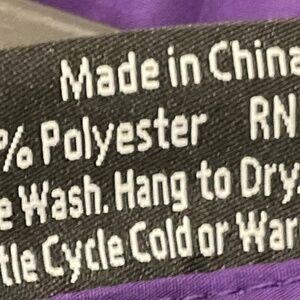 Made in China
% Polyester RN
e Wash. Hang to Dry
tle Cycle Cold or War